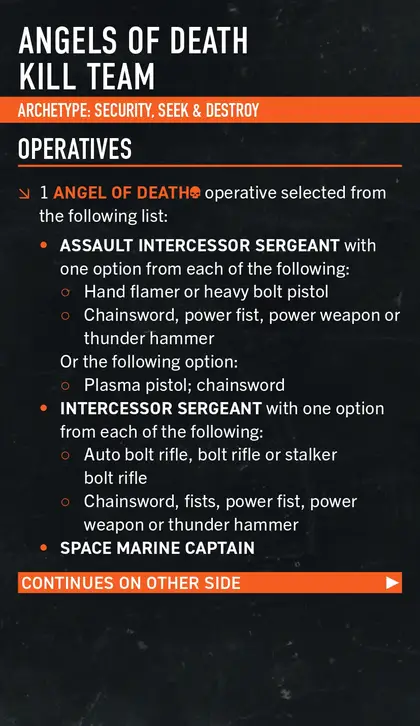 ANGELS OF DEATH
KILL TEAM
ARCHETYPE: SECURITY, SEEK & DESTROY
OPERATIVES
↘ 1 ANGEL OF DEATH💀 operative selected from
the following list:
• ASSAULT INTERCESSOR SERGEANT with
one option from each of the following:
○ Hand flamer or heavy bolt pistol
○ Chainsword, power fist, power weapon or
thunder hammer
Or the following option:
○ Plasma pistol; chainsword
• INTERCESSOR SERGEANT with one option
from each of the following:
○ Auto bolt rifle, bolt rifle or stalker
bolt rifle
○ Chainsword, fists, power fist, power
weapon or thunder hammer
• SPACE MARINE CAPTAIN
CONTINUES ON OTHER SIDE ▶